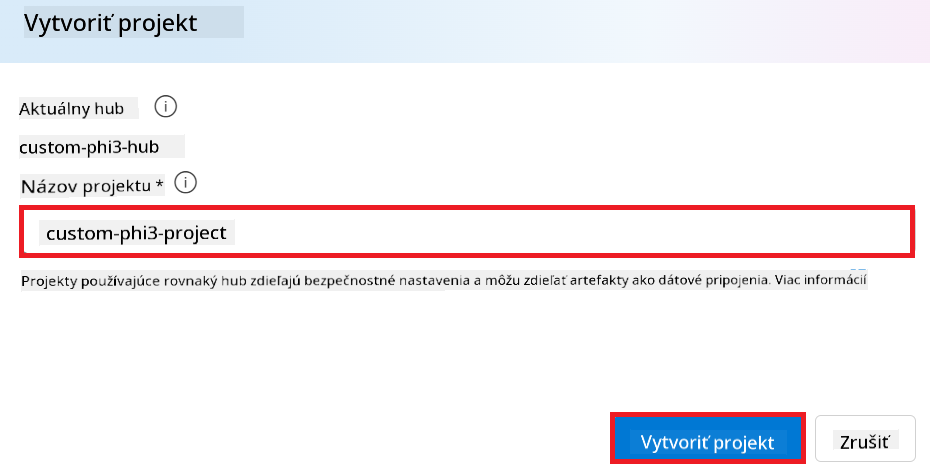 Vytvoriť projekt
Aktuálny hub
custom-phi3-hub
Názov projektu *
custom-phi3-project
Projekty používajúce rovnaký hub zdieľajú bezpečnostné nastavenia a môžu zdieľať artefakty ako dátové pripojenia. Viac informácií
Vytvoriť projekt
Zrušiť